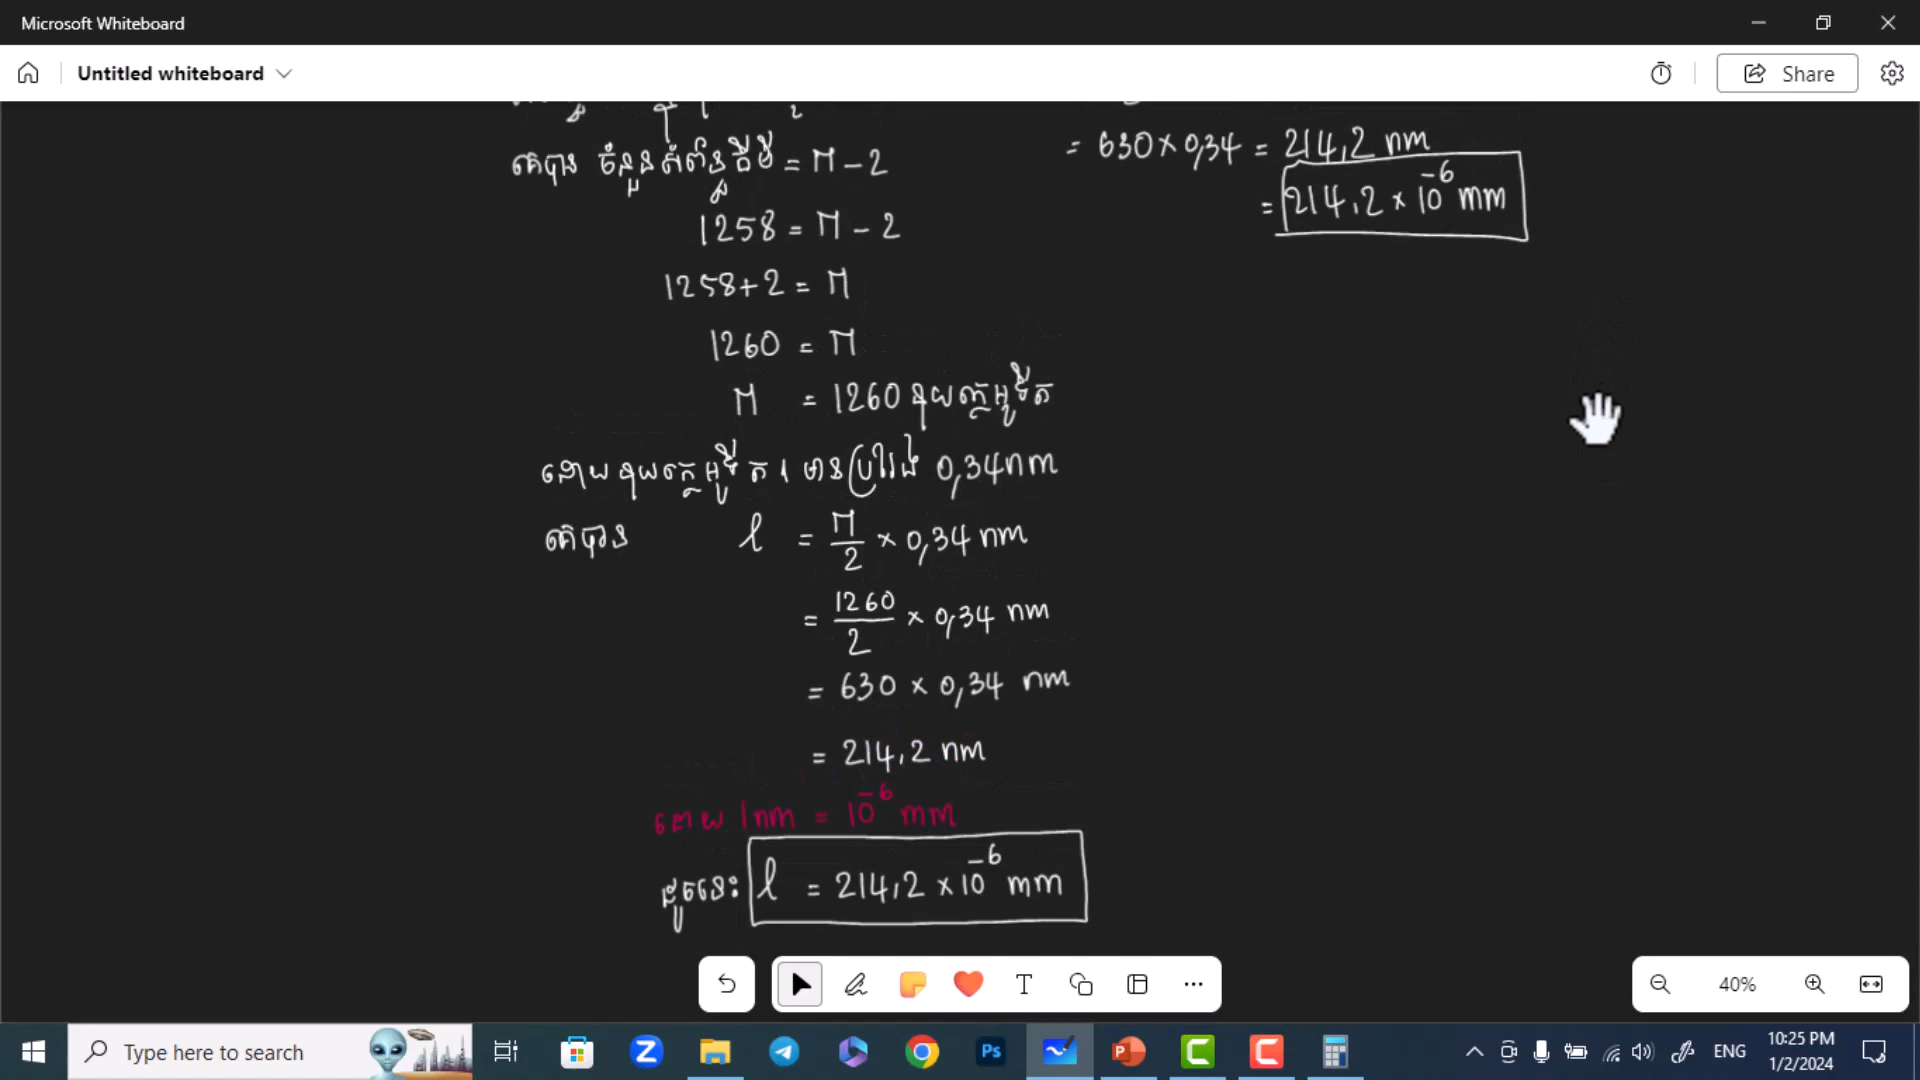 Microsoft Whiteboard
Untitled whiteboard
Share
គេបាន ចំនួនតំព័ន្ធធីមី = M - 2
1258 = M - 2
1258+2 = M
1260 = M
M = 1260 នុយក្លេអូទីត
ដោយ នុយក្លេអូទីត 1 មានប្រវែង 0,34nm
គេបាន l = M/2 × 0,34 nm
= 1260/2 × 0,34 nm
= 630 × 0,34 nm
= 214,2 nm
ដោយ 1nm = 10⁻⁶ mm
ដូចនេះ l = 214,2 × 10⁻⁶ mm
= 630 × 0,34 = 214,2 nm
= 214,2 × 10⁻⁶ mm
40%
Type here to search
ENG
10:25 PM
1/2/2024